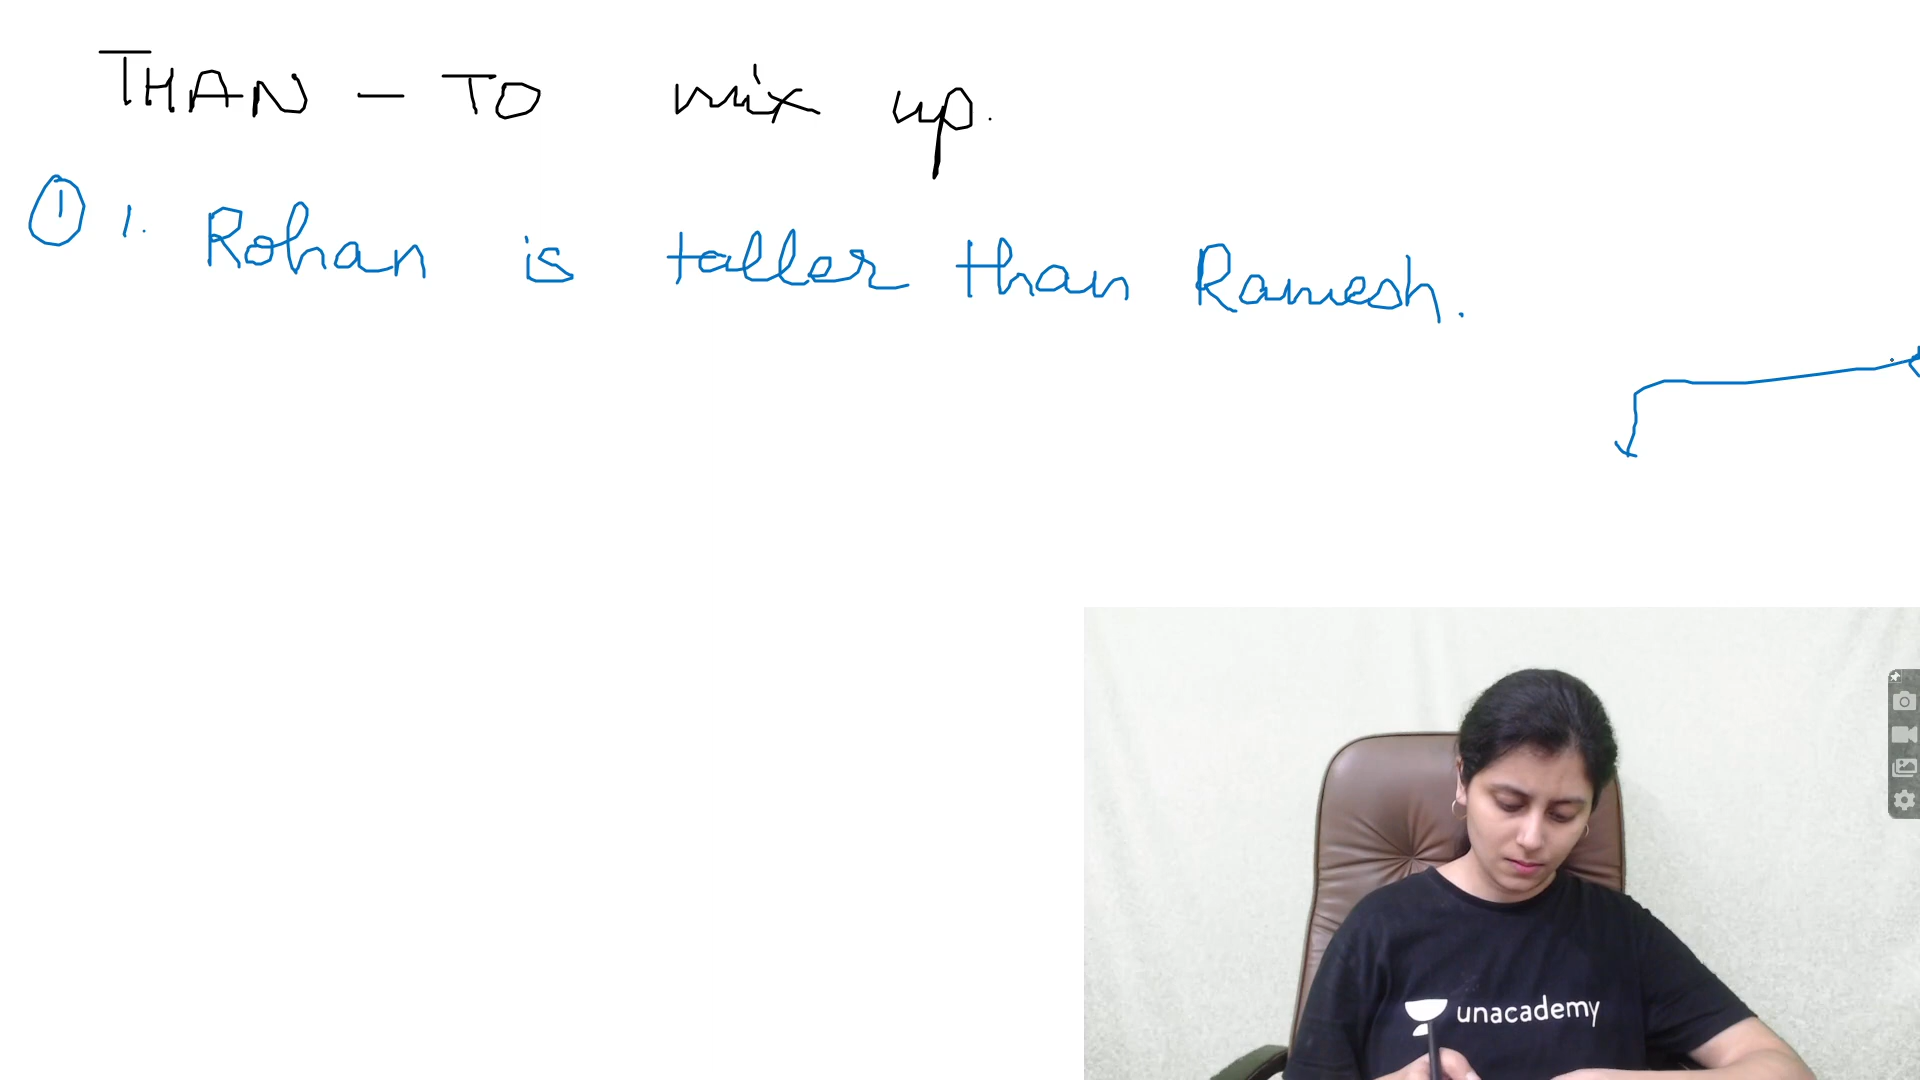 THAN - TO mix up.
① 1. Rohan is taller than Ramesh.
unacademy